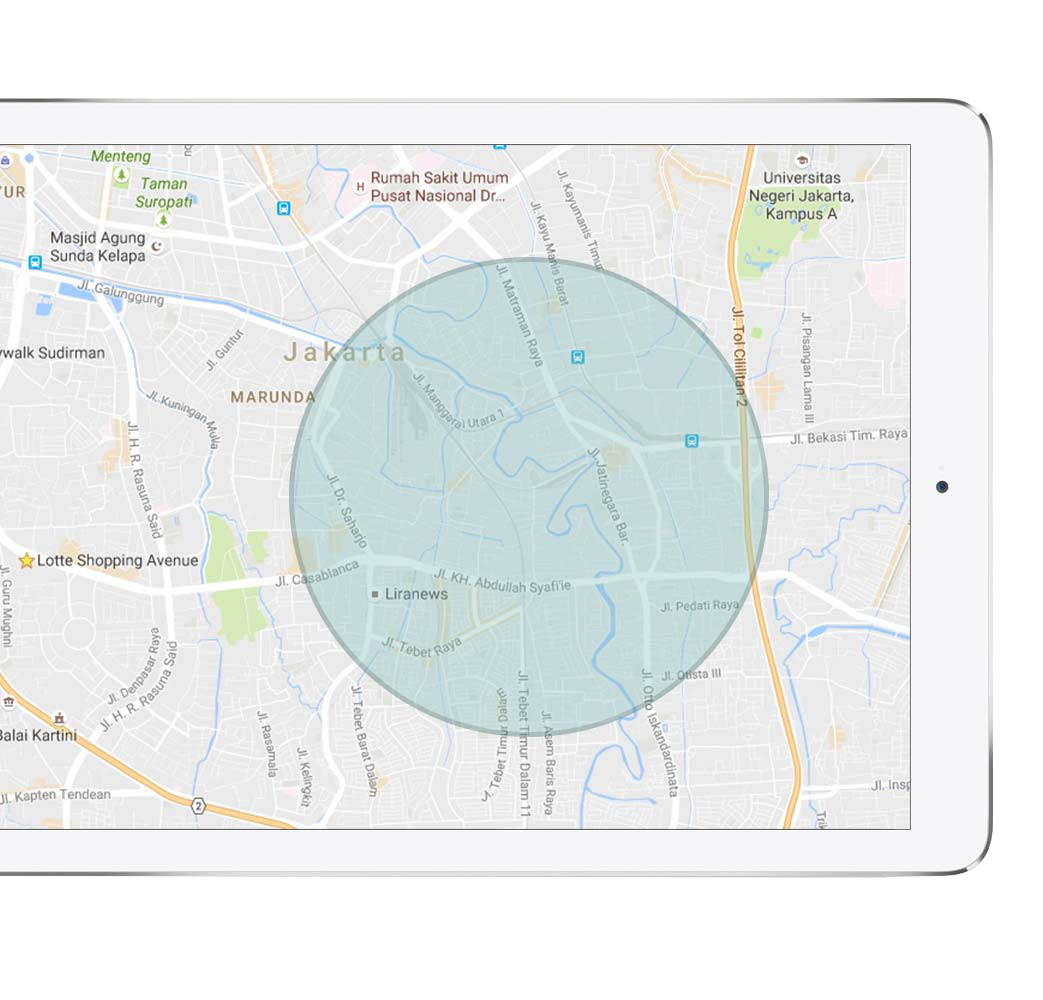 Menteng
Taman
Suropati
Rumah Sakit Umum
Pusat Nasional Dr...
Universitas
Negeri Jakarta,
Kampus A
Jl. Kayumanis Timur
Jl. Kayu Manis Barat
UR
Masjid Agung
Sunda Kelapa
Jl. Galunggung
Jl. Matraman Raya
Jl. Tol Cililitan 2
Jl. Pisangan Lama III
walk Sudirman
Jl. Guntur
Jakarta
MARUNDA
Jl. Kuningan Mulia
Jl. Manggarai Utara 1
Jl. H. R. Rasuna Said
Jl. Bekasi Tim. Raya
Jl. Jatinegara Bar.
Jl. Dr. Saharjo
Lotte Shopping Avenue
Jl. Casablanca
Jl. KH. Abdullah Syafi'ie
Liranews
Jl. Pedati Raya
Jl. Guru Mughni
Jl. Tebet Raya
Jl. Denpasar Raya
Jl. H. R. Rasuna Said
Jl. Otista III
Jl. Otto Iskandardinata
Jl. Tebet Timur Dalam
Jl. Tebet Timur Dalam 11
Jl. Asem Baris Raya
Jl. Tebet Barat Dalam
Jl. Rasamala
Jl. Kelingkit
Balai Kartini
Jl. Kapten Tendean
2
Jl. Insp
Trik